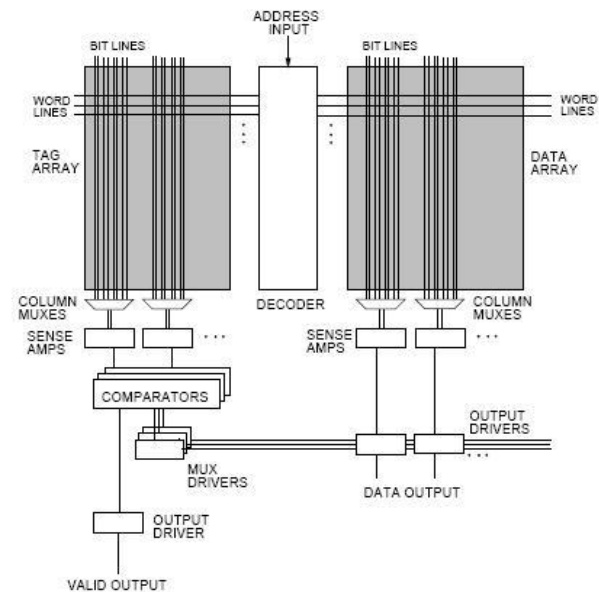 ADDRESS
INPUT
BIT LINES
BIT LINES
WORD
LINES
WORD
LINES
TAG
ARRAY
DATA
ARRAY
COLUMN
MUXES
DECODER
COLUMN
MUXES
SENSE
AMPS
SENSE
AMPS
COMPARATORS
OUTPUT
DRIVERS
MUX
DRIVERS
DATA OUTPUT
OUTPUT
DRIVER
VALID OUTPUT